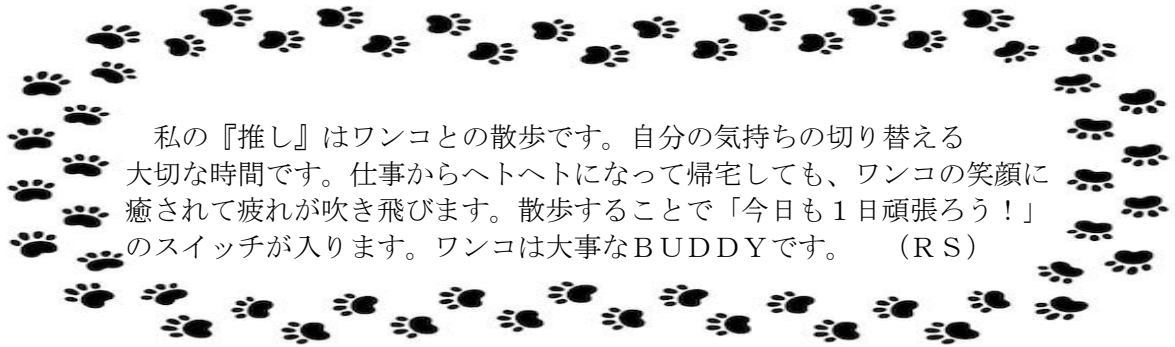 私の『推し』はワンコとの散歩です。自分の気持ちの切り替える
大切な時間です。仕事からヘトヘトになって帰宅しても、ワンコの笑顔に
癒されて疲れが吹き飛びます。散歩することで「今日も１日頑張ろう！」
のスイッチが入ります。ワンコは大事なＢＵＤＤＹです。　　（ＲＳ）